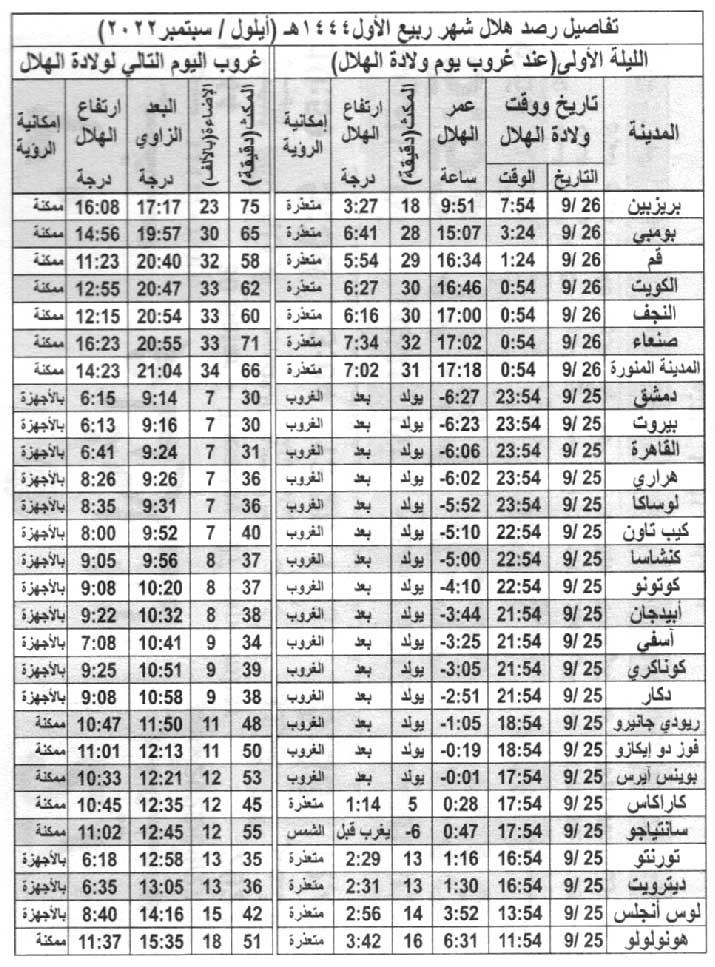 تفاصيل رصد هلال شهر ربيع الأول١٤٤٤هـ (أيلول / سبتمبر٢٠٢٢)
الليلة الأولى(عند غروب يوم ولادة الهلال) غروب اليوم التالي لولادة الهلال
المدينة تاريخ ووقت ولادة الهلال عمر الهلال المكث(دقيقة) ارتفاع الهلال إمكانية الرؤية المكث(دقيقة) الإضاءة(بالألف) البعد الزاوي ارتفاع الهلال إمكانية الرؤية
التاريخ الوقت ساعة درجة درجة درجة
بريزبين 9/ 26 7:54 9:51 18 3:27 متعذرة 75 23 17:17 16:08 ممكنة
بومبي 9/ 26 3:24 15:07 28 6:41 متعذرة 65 30 19:57 14:56 ممكنة
قم 9/ 26 1:24 16:34 29 5:54 متعذرة 58 32 20:40 11:23 ممكنة
الكويت 9/ 26 0:54 16:46 30 6:27 متعذرة 62 33 20:47 12:55 ممكنة
النجف 9/ 26 0:54 17:00 30 6:16 متعذرة 60 33 20:54 12:15 ممكنة
صنعاء 9/ 26 0:54 17:02 32 7:34 متعذرة 71 33 20:55 16:23 ممكنة
المدينة المنورة 9/ 26 0:54 17:18 31 7:02 متعذرة 66 34 21:04 14:23 ممكنة
دمشق 9/ 25 23:54 -6:27 يولد بعد الغروب 30 7 9:14 6:15 بالأجهزة
بيروت 9/ 25 23:54 -6:23 يولد بعد الغروب 30 7 9:16 6:13 بالأجهزة
القاهرة 9/ 25 23:54 -6:06 يولد بعد الغروب 31 7 9:24 6:41 بالأجهزة
هراري 9/ 25 23:54 -6:02 يولد بعد الغروب 36 7 9:26 8:26 بالأجهزة
لوساكا 9/ 25 23:54 -5:52 يولد بعد الغروب 36 7 9:31 8:35 بالأجهزة
كيب تاون 9/ 25 22:54 -5:10 يولد بعد الغروب 40 7 9:52 8:00 بالأجهزة
كنشاسا 9/ 25 22:54 -5:00 يولد بعد الغروب 37 8 9:56 9:05 بالأجهزة
كوتونو 9/ 25 22:54 -4:10 يولد بعد الغروب 37 8 10:20 9:08 بالأجهزة
أبيدجان 9/ 25 21:54 -3:44 يولد بعد الغروب 38 8 10:32 9:22 بالأجهزة
آسفي 9/ 25 21:54 -3:25 يولد بعد الغروب 34 9 10:41 7:08 بالأجهزة
كوناكري 9/ 25 21:54 -3:05 يولد بعد الغروب 39 9 10:51 9:25 بالأجهزة
دكار 9/ 25 21:54 -2:51 يولد بعد الغروب 38 9 10:58 9:08 بالأجهزة
ريودي جانيرو 9/ 25 18:54 -1:05 يولد بعد الغروب 48 11 11:50 10:47 ممكنة
فوز دو إيكازو 9/ 25 18:54 -0:19 يولد بعد الغروب 50 11 12:13 11:01 ممكنة
بوينس آيرس 9/ 25 17:54 -0:01 يولد بعد الغروب 53 12 12:21 10:33 ممكنة
كاراكاس 9/ 25 17:54 0:28 5 1:14 متعذرة 45 12 12:35 10:45 ممكنة
سانتياجو 9/ 25 17:54 0:47 -6 يغرب قبل الشمس 55 12 12:45 11:02 ممكنة
تورنتو 9/ 25 16:54 1:16 13 2:29 متعذرة 35 13 12:58 6:18 بالأجهزة
ديترويت 9/ 25 16:54 1:30 13 2:31 متعذرة 36 13 13:05 6:35 بالأجهزة
لوس أنجلس 9/ 25 13:54 3:52 14 2:56 متعذرة 42 15 14:16 8:40 بالأجهزة
هونولولو 9/ 25 11:54 6:31 16 3:42 متعذرة 51 18 15:35 11:37 ممكنة